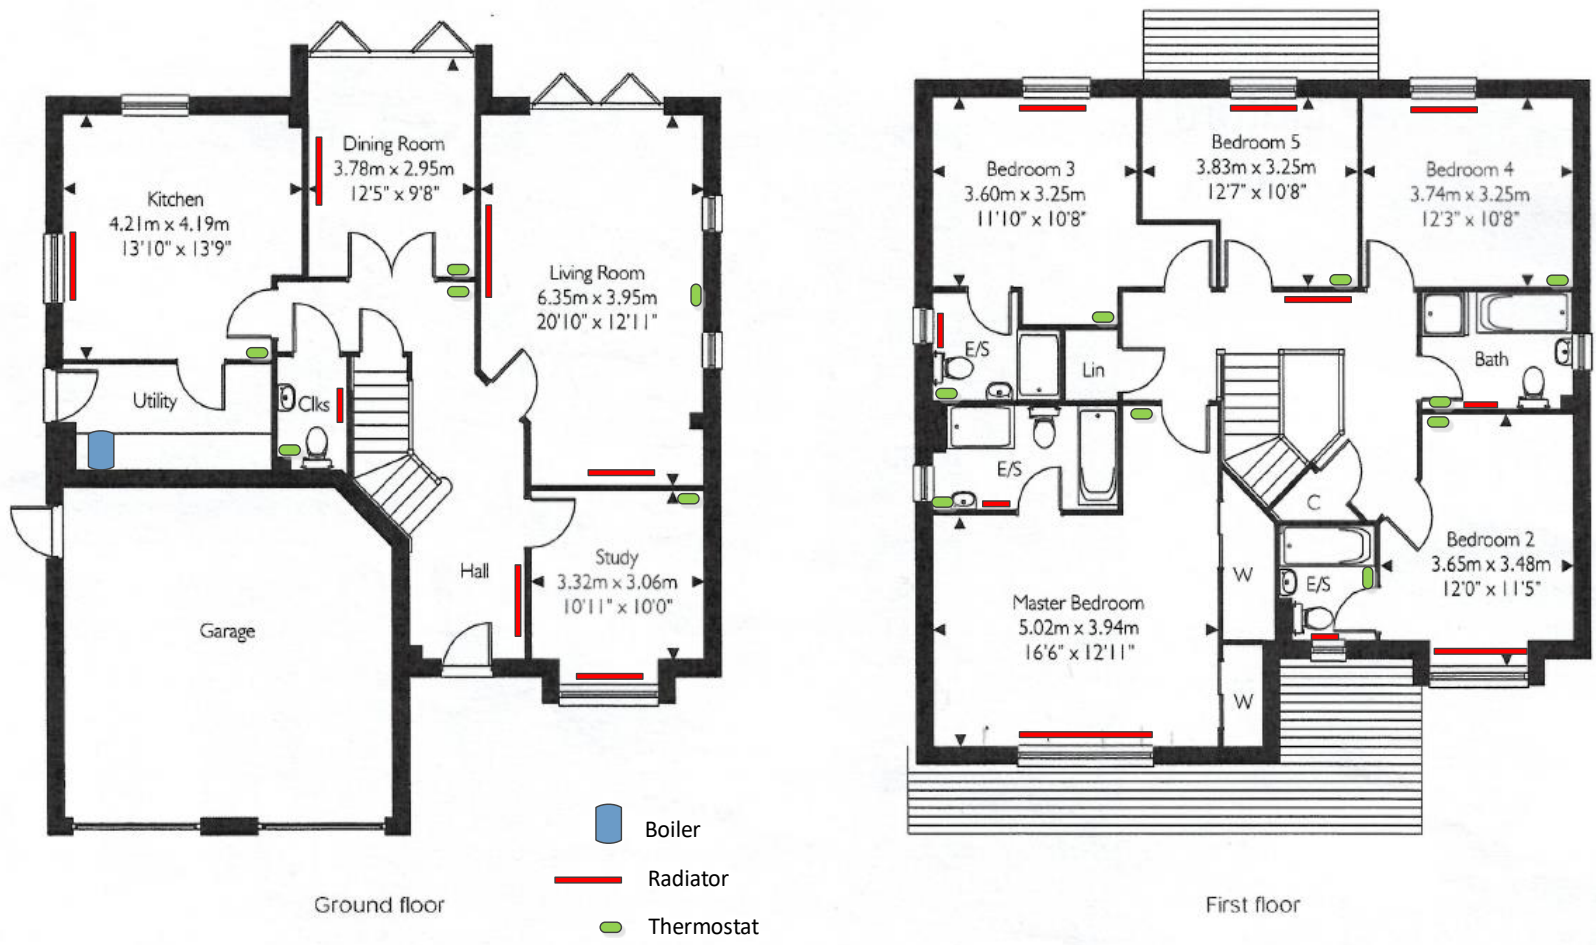 Kitchen
4.21m x 4.19m
13'10" x 13'9"
Dining Room
3.78m x 2.95m
12'5" x 9'8"
Living Room
6.35m x 3.95m
20'10" x 12'11"
Utility
Clks
Hall
Study
3.32m x 3.06m
10'11" x 10'0"
Garage
Ground floor
Boiler
Radiator
Thermostat
Bedroom 3
3.60m x 3.25m
11'10" x 10'8"
Bedroom 5
3.83m x 3.25m
12'7" x 10'8"
Bedroom 4
3.74m x 3.25m
12'3" x 10'8"
E/S
Lin
Bath
E/S
C
Bedroom 2
3.65m x 3.48m
12'0" x 11'5"
Master Bedroom
5.02m x 3.94m
16'6" x 12'11"
W
E/S
W
First floor